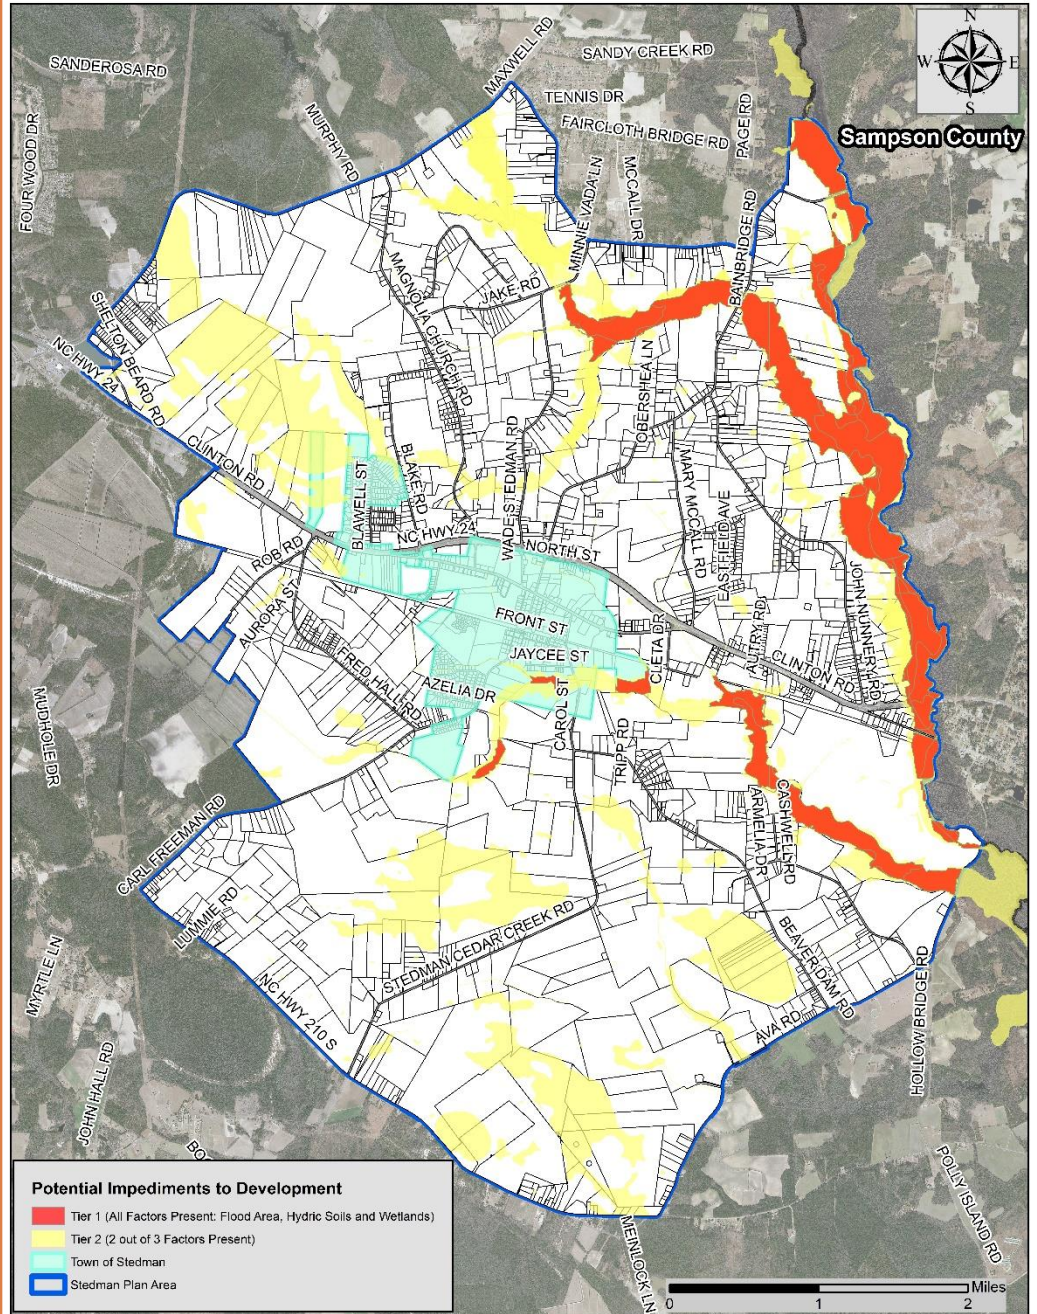 N
W E
S
Sampson County
SANDEROSA RD
MAXWELL RD
SANDY CREEK RD
TENNIS DR
FAIRCLOTH BRIDGE RD
PAGE RD
FOUR WOOD DR
MURPHY RD
MINNIE VADA LN
MCCALL DR
BAINBRIDGE RD
MAGNOLIA CHURCH RD
JAKE RD
SHELTON BEARD RD
NC HWY 24
CLINTON RD
BLAWELL ST
BLAKE RD
WADE STEDMAN RD
LOBERSHEA LN
MARY MCCALL RD
EASTFIELD AVE
NC HWY 24
NORTH ST
ROB RD
AURORA ST
FRONT ST
JAYCEE ST
CLETA DR
AUTRY RD
CLINTON RD
JOHN NUNNERY RD
FRED HALL RD
AZELIA DR
CAROL ST
TRIPP RD
MUDHOLE DR
CARL FREEMAN RD
ARMELIA DR
CASHWELL RD
LUMMIE RD
STEDMAN CEDAR CREEK RD
BEAVER DAM RD
MYRTLE LN
NC HWY 210 S
AVA RD
HOLLOW BRIDGE RD
JOHN HALL RD
POLLY ISLAND RD
MEINLOCK LN
Potential Impediments to Development
Tier 1 (All Factors Present: Flood Area, Hydric Soils and Wetlands)
Tier 2 (2 out of 3 Factors Present)
Town of Stedman
Stedman Plan Area
Miles
0 1 2